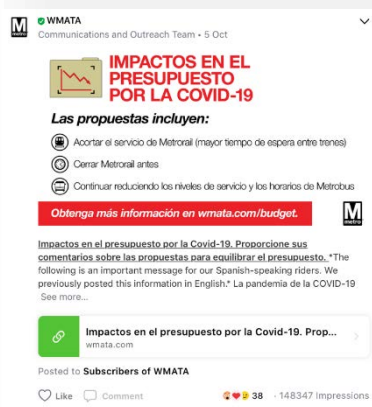 WMATA
Communications and Outreach Team • 5 Oct
M
metro
IMPACTOS EN EL
PRESUPUESTO
POR LA COVID-19
Las propuestas incluyen:
Acortar el servicio de Metrorail (mayor tiempo de espera entre trenes)
Cerrar Metrorail antes
Continuar reduciendo los niveles de servicio y los horarios de Metrobus
Obtenga más información en wmata.com/budget.
M
metro
Impactos en el presupuesto por la Covid-19. Proporcione sus
comentarios sobre las propuestas para equilibrar el presupuesto. *The
following is an important message for our Spanish-speaking riders. We
previously posted this information in English.* La pandemia de la COVID-19
See more...
Impactos en el presupuesto por la Covid-19. Prop...
wmata.com
Posted to Subscribers of WMATA
Like Comment 38 · 148347 Impressions